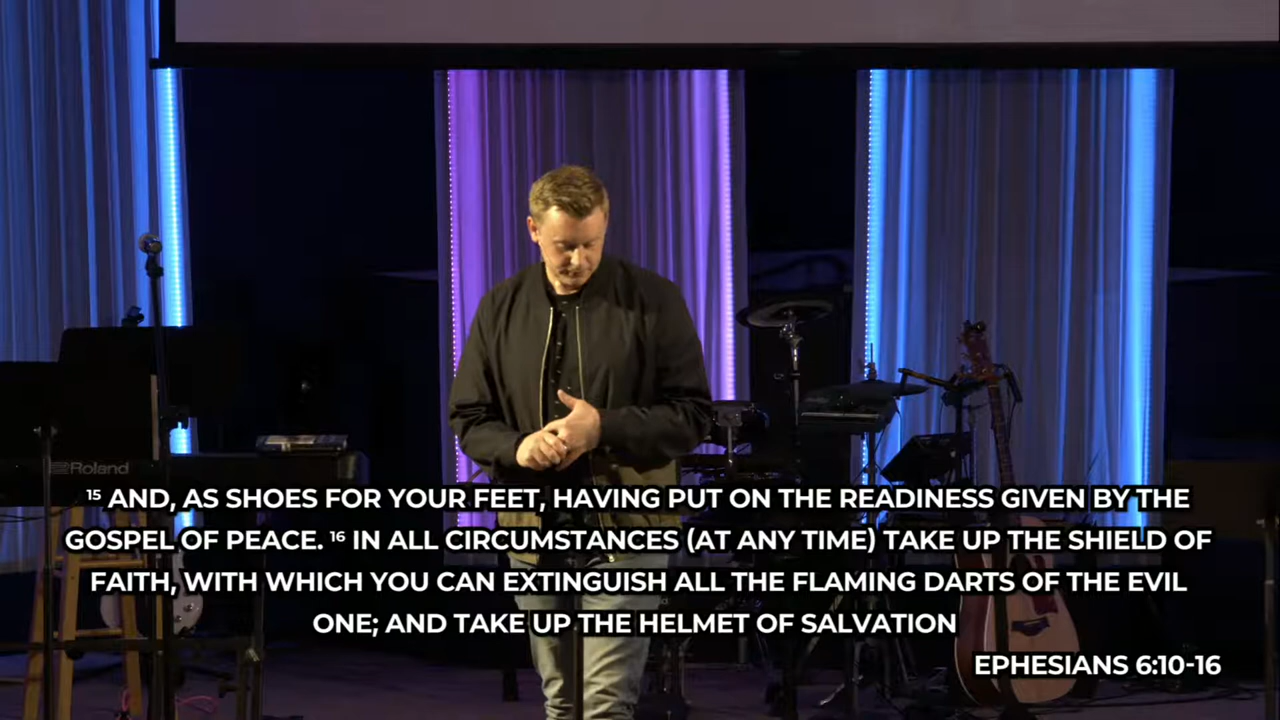 Roland
¹⁵ AND, AS SHOES FOR YOUR FEET, HAVING PUT ON THE READINESS GIVEN BY THE
GOSPEL OF PEACE. ¹⁶ IN ALL CIRCUMSTANCES (AT ANY TIME) TAKE UP THE SHIELD OF
FAITH, WITH WHICH YOU CAN EXTINGUISH ALL THE FLAMING DARTS OF THE EVIL
ONE; AND TAKE UP THE HELMET OF SALVATION
EPHESIANS 6:10-16